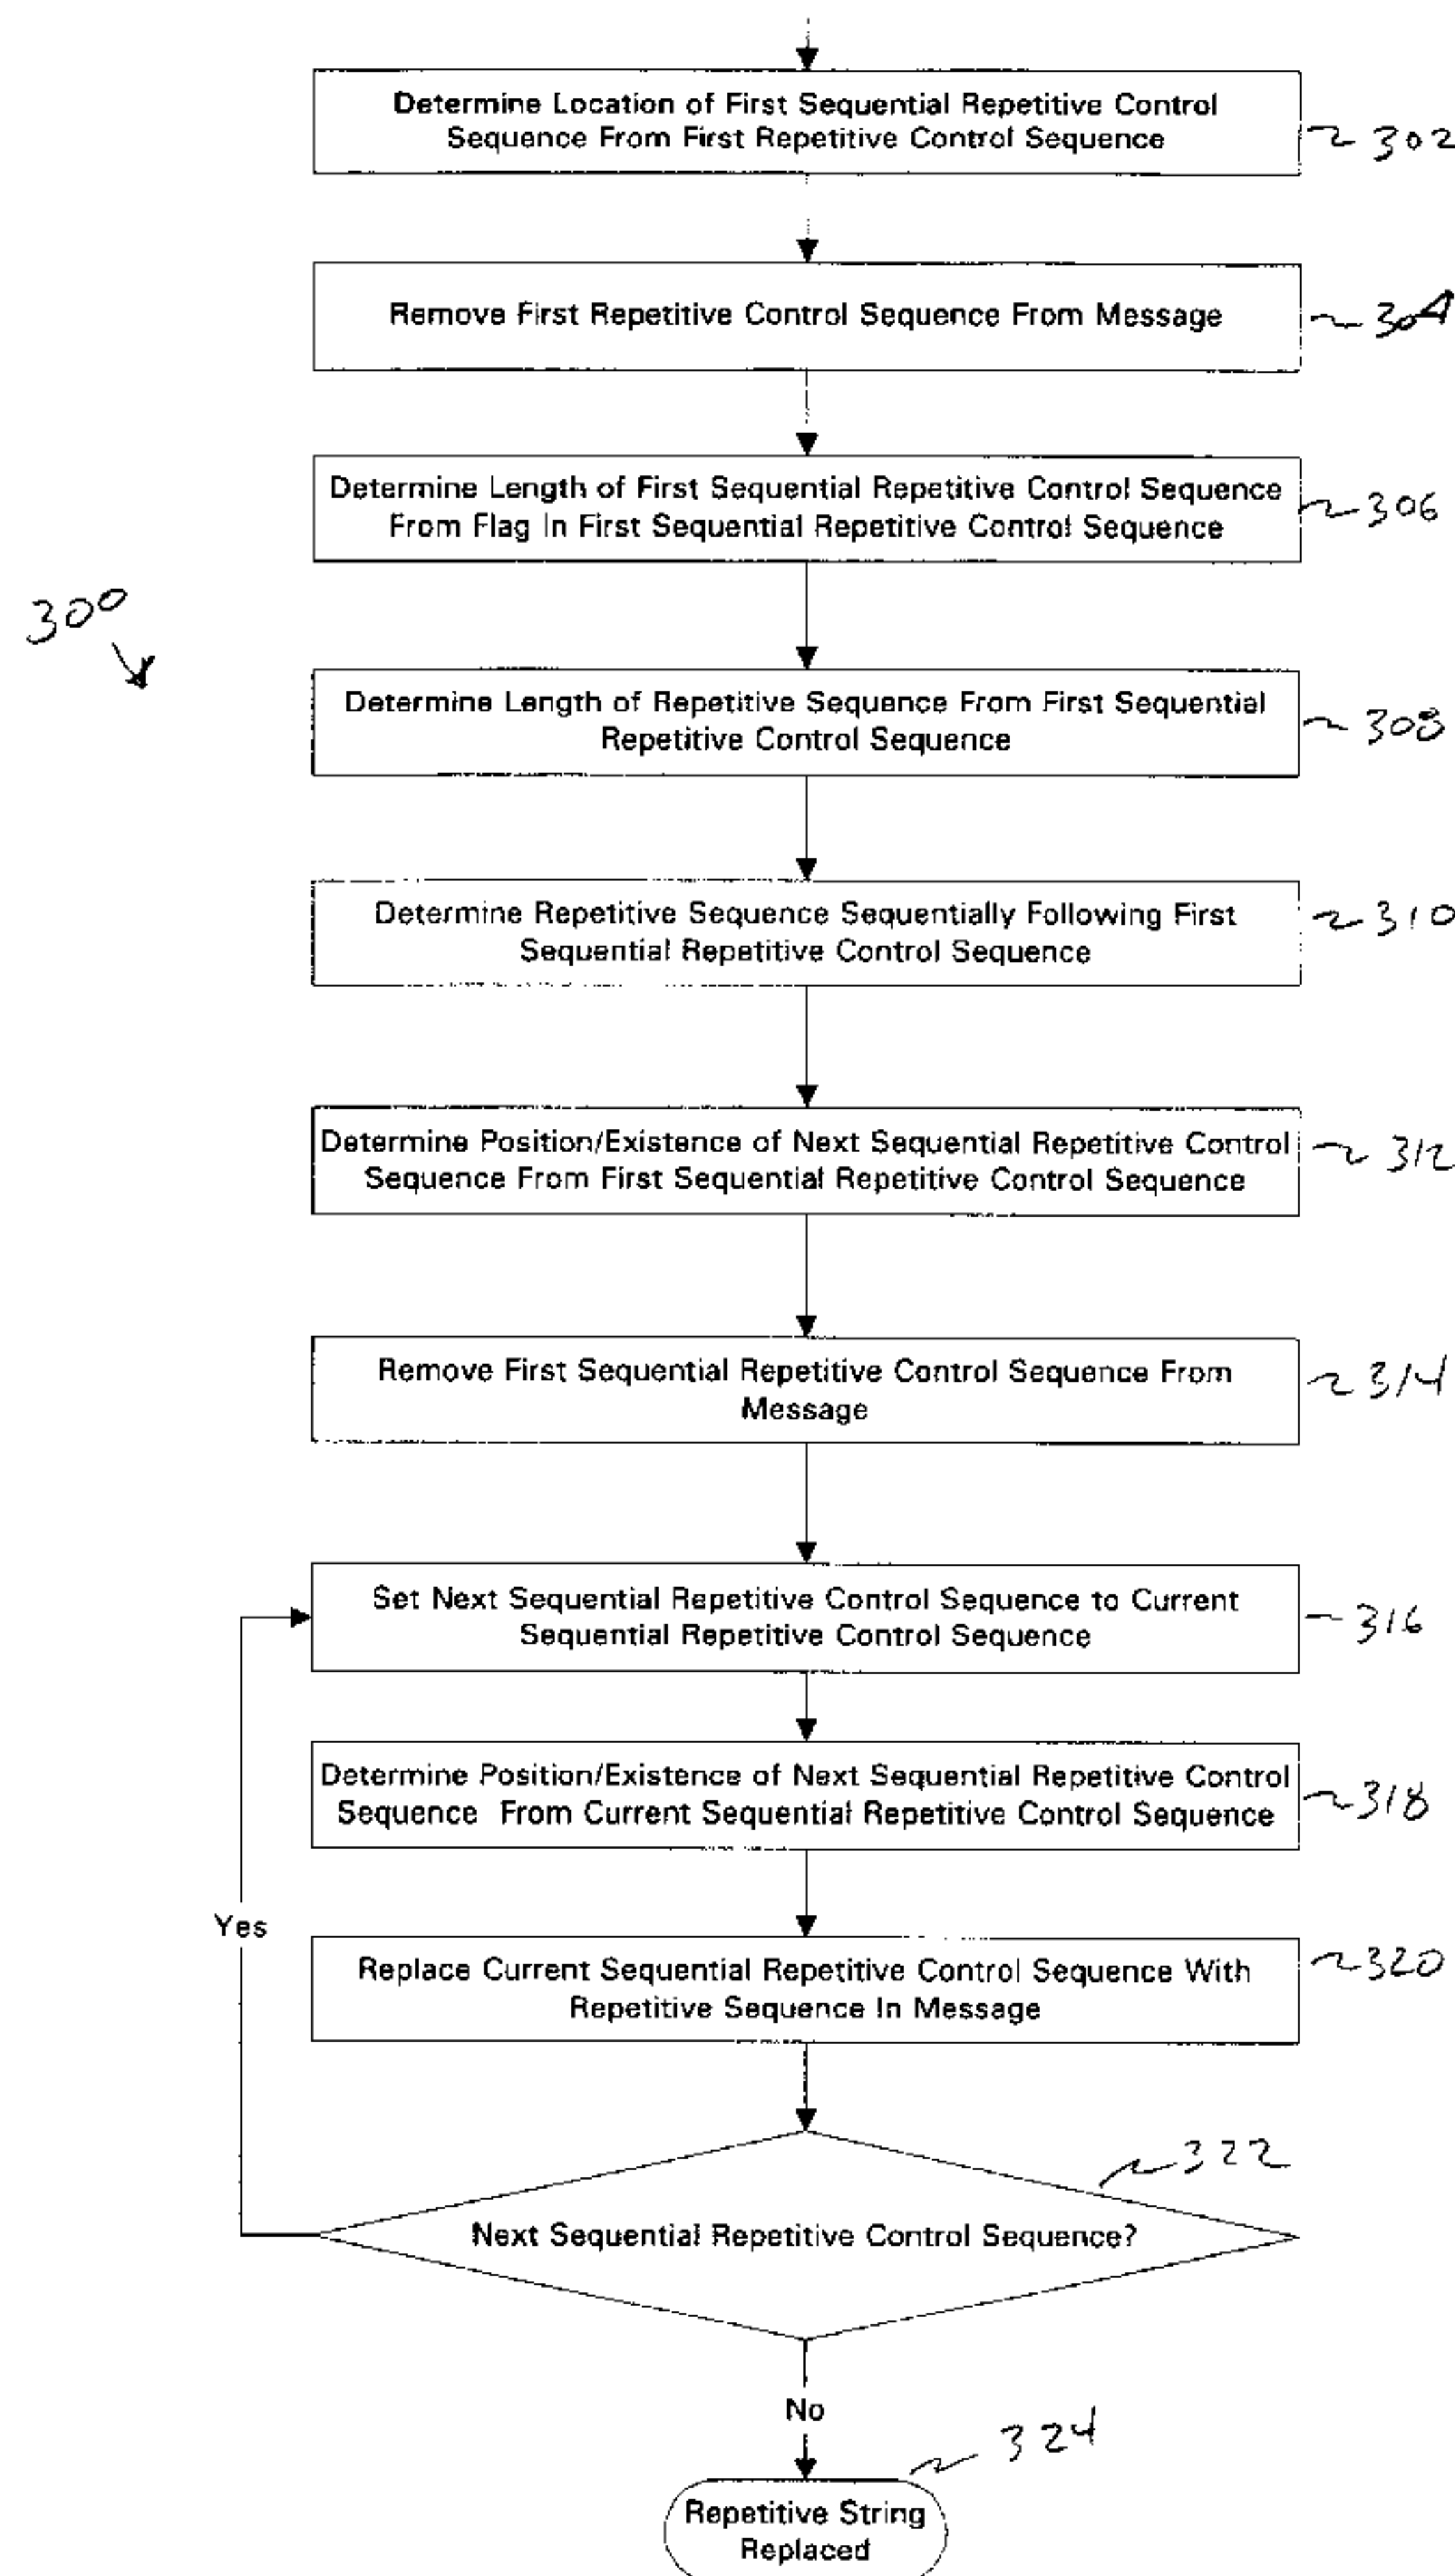 Determine Location of First Sequential Repetitive Control
Sequence From First Repetitive Control Sequence
302
Remove First Repetitive Control Sequence From Message
304
Determine Length of First Sequential Repetitive Control Sequence
From Flag In First Sequential Repetitive Control Sequence
306
300
Determine Length of Repetitive Sequence From First Sequential
Repetitive Control Sequence
308
Determine Repetitive Sequence Sequentially Following First
Sequential Repetitive Control Sequence
310
Determine Position/Existence of Next Sequential Repetitive Control
Sequence From First Sequential Repetitive Control Sequence
312
Remove First Sequential Repetitive Control Sequence From
Message
314
Set Next Sequential Repetitive Control Sequence to Current
Sequential Repetitive Control Sequence
316
Determine Position/Existence of Next Sequential Repetitive Control
Sequence From Current Sequential Repetitive Control Sequence
318
Yes
Replace Current Sequential Repetitive Control Sequence With
Repetitive Sequence In Message
320
322
Next Sequential Repetitive Control Sequence?
No
324
Repetitive String
Replaced